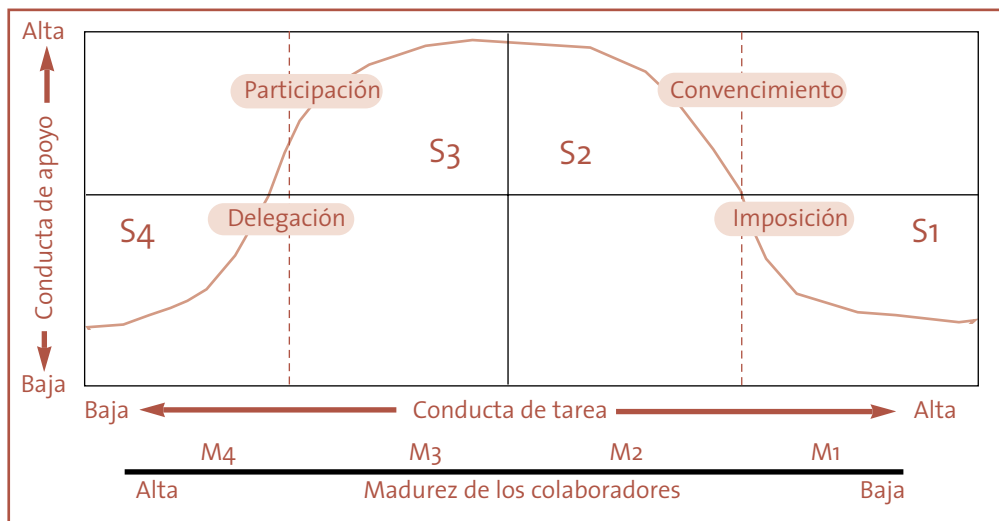 Alta
Conducta de apoyo
Baja
Participación
Convencimiento
S3
S2
Delegación
Imposición
S4
S1
Baja
Conducta de tarea
Alta
M4
M3
M2
M1
Alta
Madurez de los colaboradores
Baja